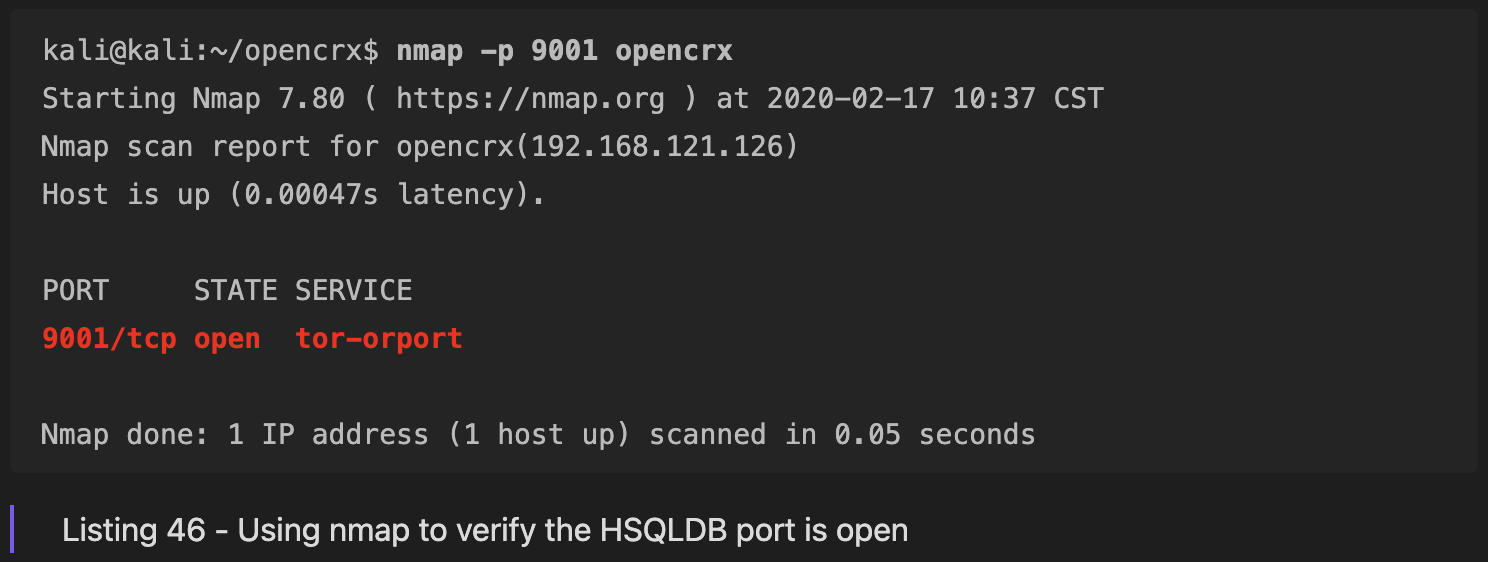 kali@kali:~/opencrx$ nmap -p 9001 opencrx
Starting Nmap 7.80 ( https://nmap.org ) at 2020-02-17 10:37 CST
Nmap scan report for opencrx(192.168.121.126)
Host is up (0.00047s latency).
PORT     STATE SERVICE
9001/tcp open  tor-orport
Nmap done: 1 IP address (1 host up) scanned in 0.05 seconds
Listing 46 - Using nmap to verify the HSQLDB port is open